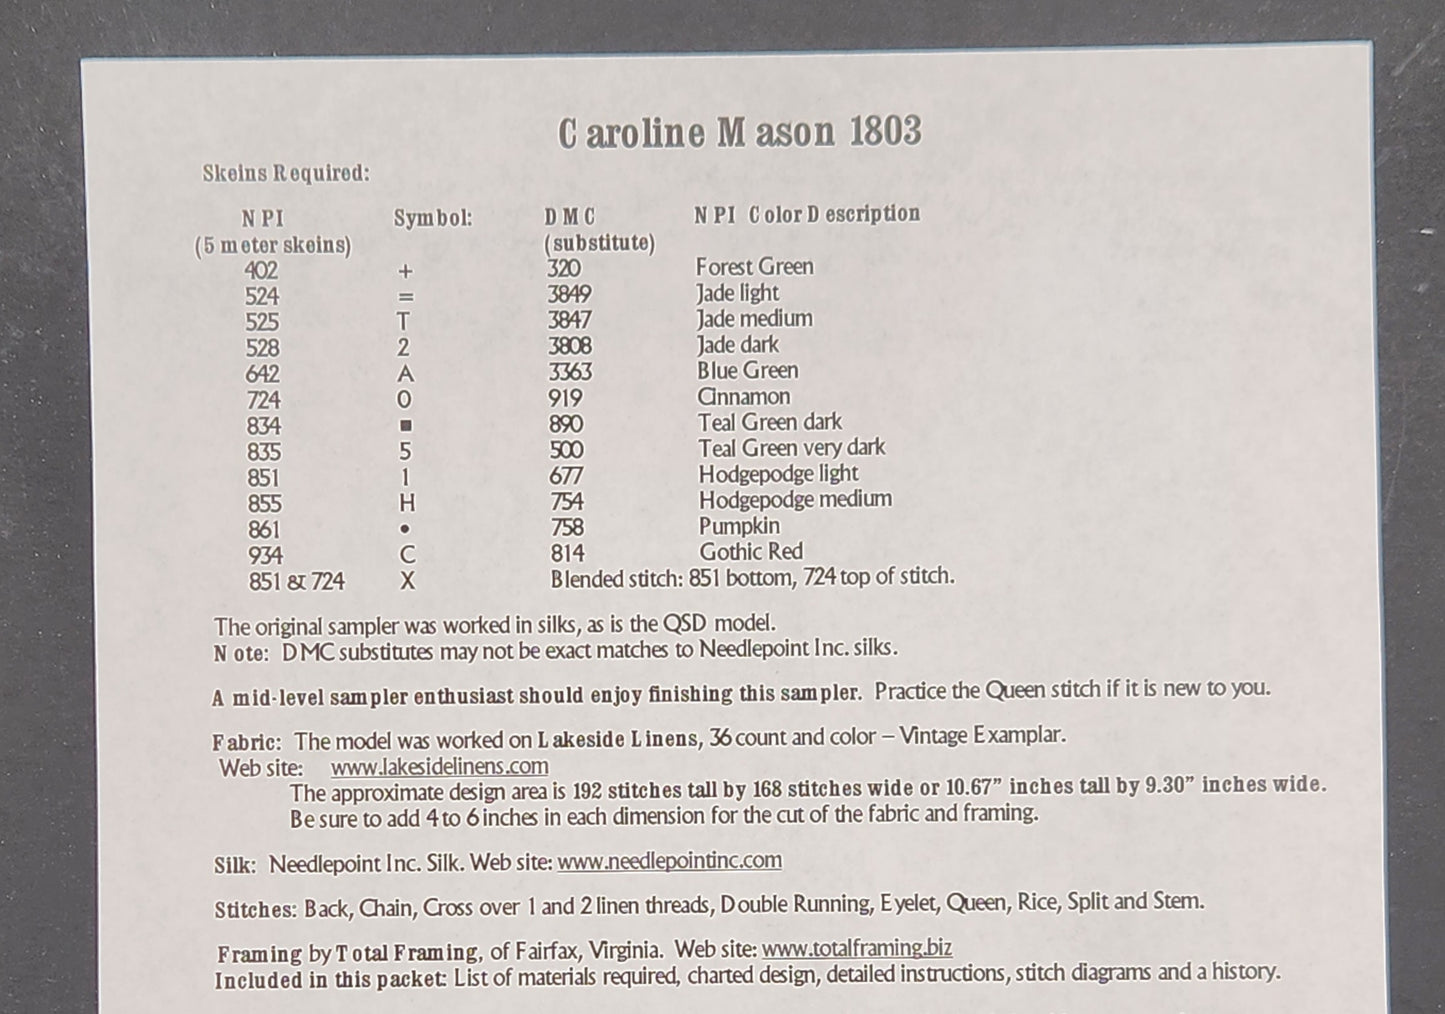 Caroline Mason 1803
Skeins Required:
NPI Symbol: DMC NPI Color Description
(5 meter skeins) (substitute)
402 + 320 Forest Green
524 = 3849 Jade light
525 T 3847 Jade medium
528 2 3808 Jade dark
642 A 3363 Blue Green
724 O 919 Cinnamon
834 ■ 890 Teal Green dark
835 5 500 Teal Green very dark
851 1 677 Hodgepodge light
855 H 754 Hodgepodge medium
861 • 758 Pumpkin
934 C 814 Gothic Red
851 & 724 X Blended stitch: 851 bottom, 724 top of stitch.
The original sampler was worked in silks, as is the QSD model.
Note: DMC substitutes may not be exact matches to Needlepoint Inc. silks.
A mid-level sampler enthusiast should enjoy finishing this sampler. Practice the Queen stitch if it is new to you.
Fabric: The model was worked on Lakeside Linens, 36 count and color – Vintage Examplar.
Web site: www.lakesidelinens.com
The approximate design area is 192 stitches tall by 168 stitches wide or 10.67” inches tall by 9.30” inches wide.
Be sure to add 4 to 6 inches in each dimension for the cut of the fabric and framing.
Silk: Needlepoint Inc. Silk. Web site: www.needlepointinc.com
Stitches: Back, Chain, Cross over 1 and 2 linen threads, Double Running, Eyelet, Queen, Rice, Split and Stem.
Framing by Total Framing, of Fairfax, Virginia. Web site: www.totalframing.biz
Included in this packet: List of materials required, charted design, detailed instructions, stitch diagrams and a history.